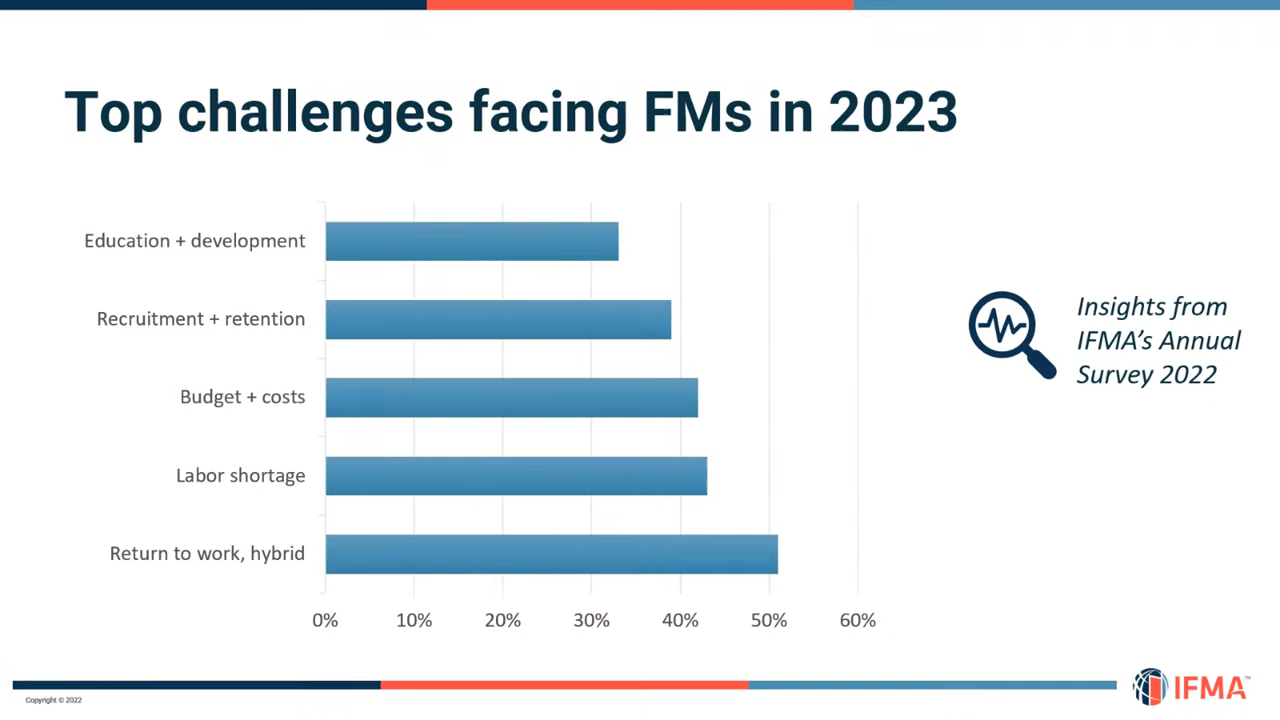 Top challenges facing FMs in 2023
Education + development
Recruitment + retention
Budget + costs
Labor shortage
Return to work, hybrid
0% 10% 20% 30% 40% 50% 60%
Insights from
IFMA’s Annual
Survey 2022
Copyright © 2022
IFMA™